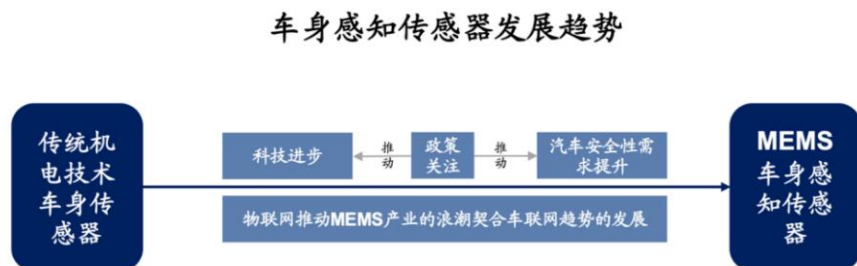 车身感知传感器发展趋势
传统机
电技术
车身传
感器
科技进步
推
动
政策
关注
推
动
汽车安全性需
求提升
物联网推动MEMS产业的浪潮契合车联网趋势的发展
MEMS
车身感
知传感
器